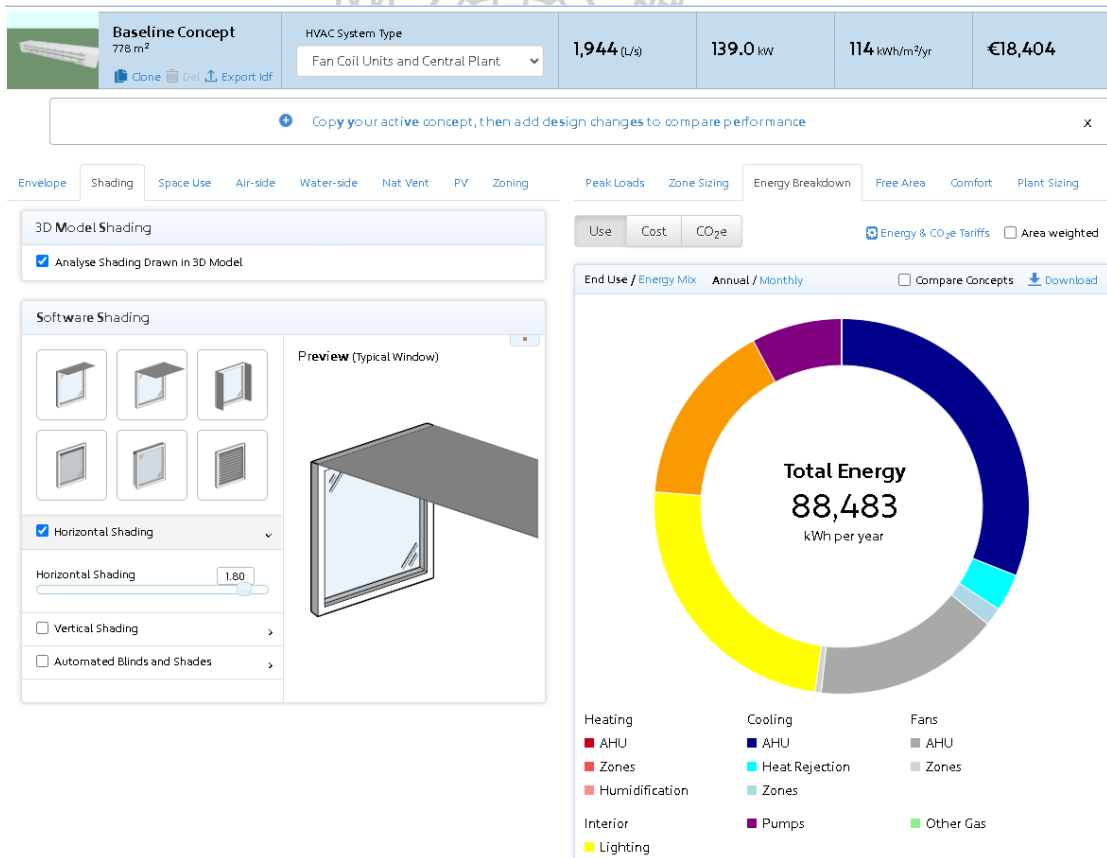 Baseline Concept
778 m²
Clone Del Export Idf
HVAC System Type
Fan Coil Units and Central Plant
1,944 (L/s)
139.0 kW
114 kWh/m²/yr
€18,404
Copy your active concept, then add design changes to compare performance
x
Envelope Shading Space Use Air-side Water-side Nat Vent PV Zoning
3D Model Shading
Analyse Shading Drawn in 3D Model
Software Shading
Preview (Typical Window)
Horizontal Shading
Horizontal Shading 1.80
Vertical Shading
Automated Blinds and Shades
Peak Loads Zone Sizing Energy Breakdown Free Area Comfort Plant Sizing
Use Cost CO₂e
Energy & CO₂e Tariffs Area weighted
End Use / Energy Mix Annual / Monthly Compare Concepts Download
Total Energy
88,483
kWh per year
Heating Cooling Fans
AHU AHU AHU
Zones Heat Rejection Zones
Humidification Zones
Interior Pumps Other Gas
Lighting